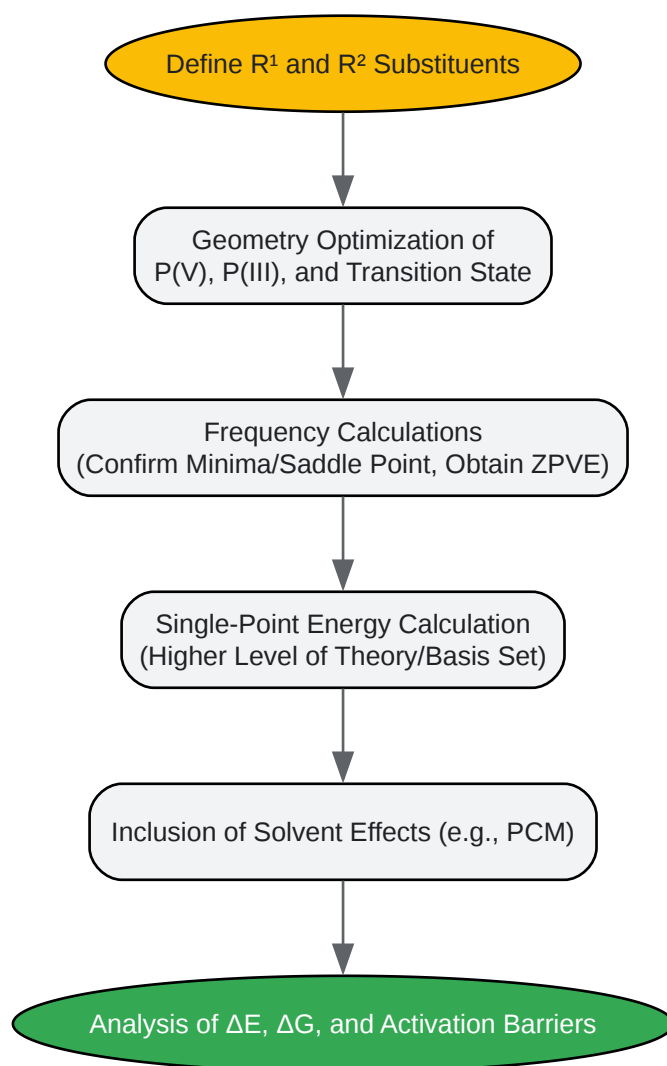 Define R¹ and R² Substituents
Geometry Optimization of
P(V), P(III), and Transition State
Frequency Calculations
(Confirm Minima/Saddle Point, Obtain ZPVE)
Single-Point Energy Calculation
(Higher Level of Theory/Basis Set)
Inclusion of Solvent Effects (e.g., PCM)
Analysis of ΔE, ΔG, and Activation Barriers